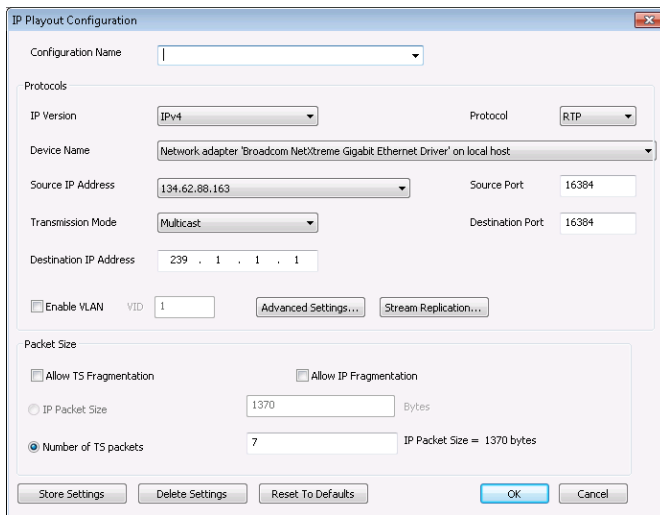 IP Playout Configuration
Configuration Name
Protocols
IP Version IPv4 Protocol RTP
Device Name Network adapter 'Broadcom NetXtreme Gigabit Ethernet Driver' on local host
Source IP Address 134.62.88.163 Source Port 16384
Transmission Mode Multicast Destination Port 16384
Destination IP Address 239 . 1 . 1 . 1
Enable VLAN VID 1 Advanced Settings... Stream Replication...
Packet Size
Allow TS Fragmentation Allow IP Fragmentation
IP Packet Size 1370 Bytes
Number of TS packets 7 IP Packet Size = 1370 bytes
Store Settings Delete Settings Reset To Defaults OK Cancel